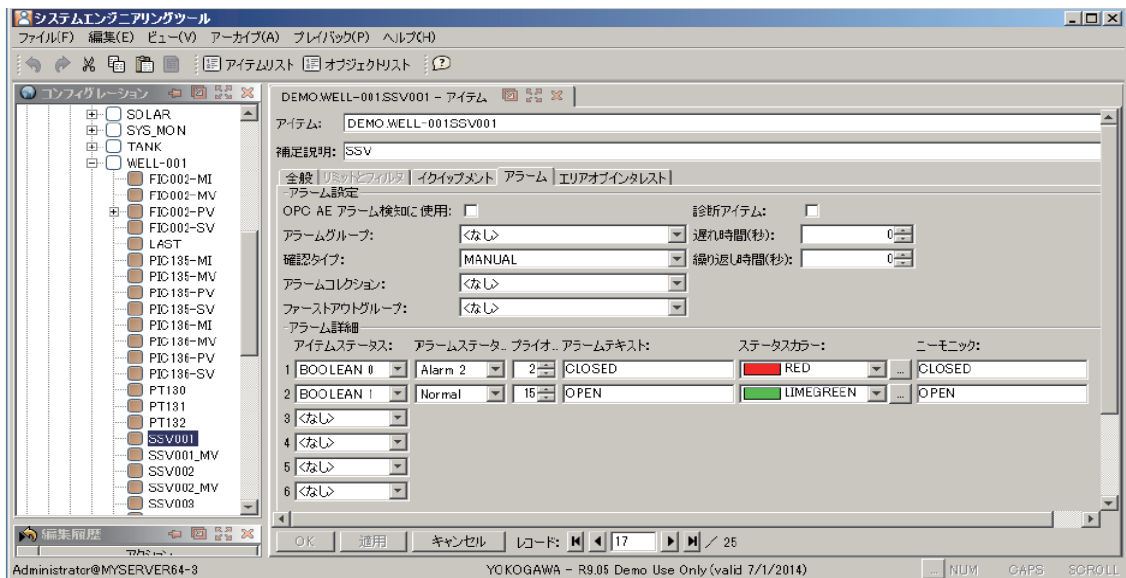 システムエンジニアリングツール
ファイル(F) 編集(E) ビュー(V) アーカイブ(A) プレイバック(P) ヘルプ(H)
アイテムリスト オブジェクトリスト
コンフィグレーション
SOLAR
SYS_MON
TANK
WELL-001
FIC002-MI
FIC002-MV
FIC002-PV
FIC002-SV
LAST
PIC135-MI
PIC135-MV
PIC135-PV
PIC135-SV
PIC136-MI
PIC136-MV
PIC136-PV
PIC136-SV
PT130
PT131
PT132
SSV001
SSV001_MV
SSV002
SSV002_MV
SSV003
編集履歴
アクション
DEMO.WELL-001SSV001 - アイテム
アイテム: DEMO.WELL-001SSV001
補足説明: SSV
全般 リミットとフィルタ イクイップメント アラーム エリアオブインタレスト
アラーム設定
OPC AE アラーム検知に使用: 診断アイテム:
アラームグループ: <なし> 遅れ時間(秒): 0
確認タイプ: MANUAL 繰り返し時間(秒): 0
アラームコレクション: <なし>
ファーストアウトグループ: <なし>
アラーム詳細
アイテムステータス: アラームステータ... プライオ... アラームテキスト: ステータスカラー: ニーモニック:
1 BOOLEAN 0 Alarm 2 2 CLOSED RED ... CLOSED
2 BOOLEAN 1 Normal 15 OPEN LIMEGREEN ... OPEN
3 <なし>
4 <なし>
5 <なし>
6 <なし>
OK 適用 キャンセル レコード: 17 / 25
Administrator@MYSERVER64-3 YOKOGAWA - R9.05 Demo Use Only (valid 7/1/2014) ... NUM CAPS SCROLL